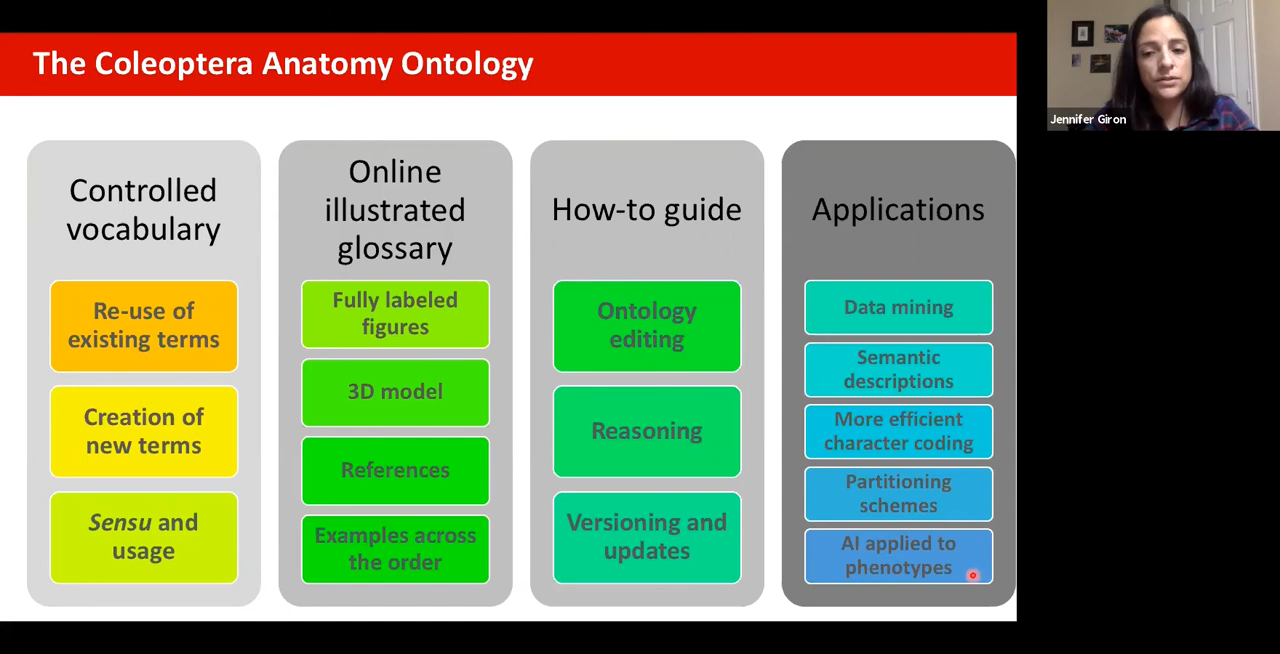 The Coleoptera Anatomy Ontology
Jennifer Giron
Controlled
vocabulary
Re-use of
existing terms
Creation of
new terms
Sensu and
usage
Online
illustrated
glossary
Fully labeled
figures
3D model
References
Examples across
the order
How-to guide
Ontology
editing
Reasoning
Versioning and
updates
Applications
Data mining
Semantic
descriptions
More efficient
character coding
Partitioning
schemes
AI applied to
phenotypes